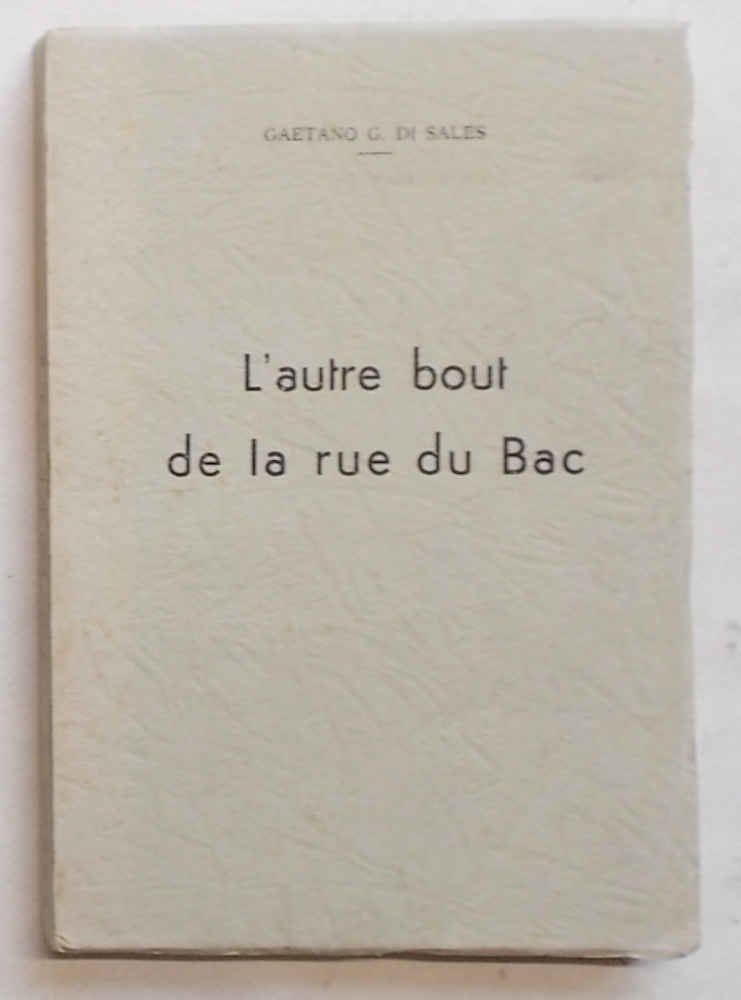 GAETANO G. DI SALES
L'autre bout
de la rue du Bac